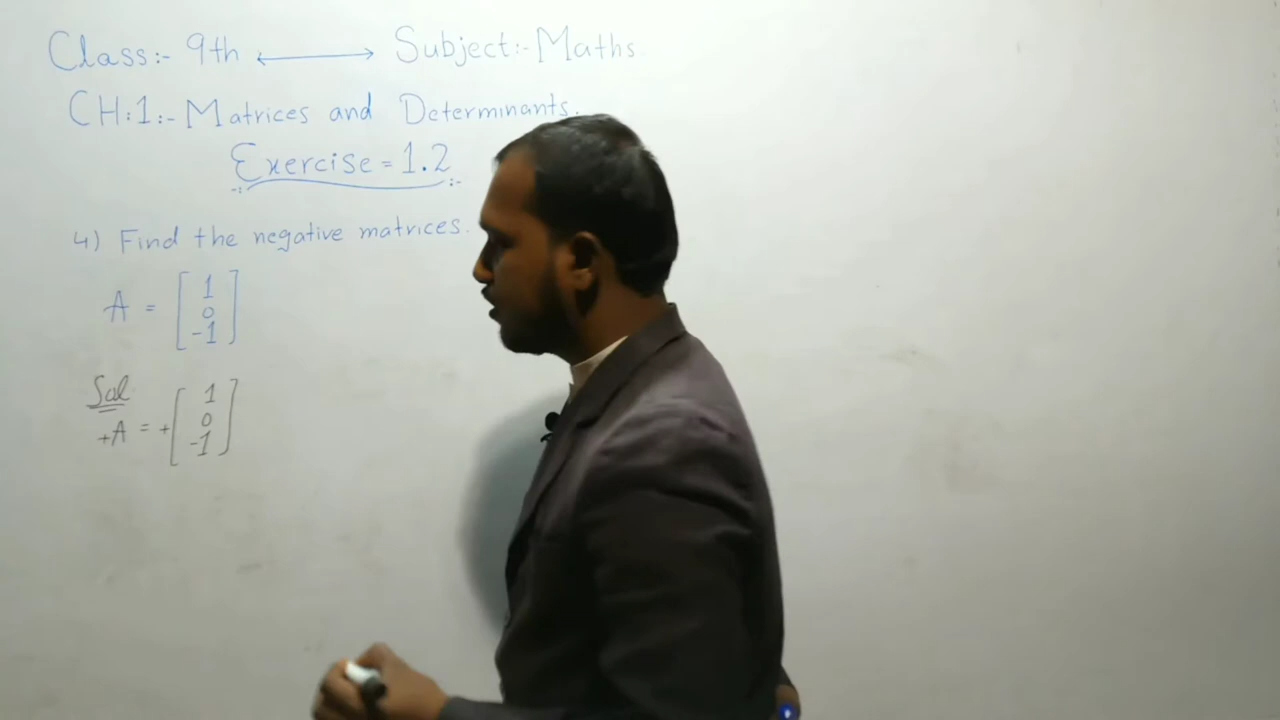 Class:- 9th ⟷ Subject:- Maths
CH:1:- Matrices and Determinants.
Exercise = 1.2
4) Find the negative matrices.
A = [1
0
-1]
Sol
+A = +[1
0
-1]